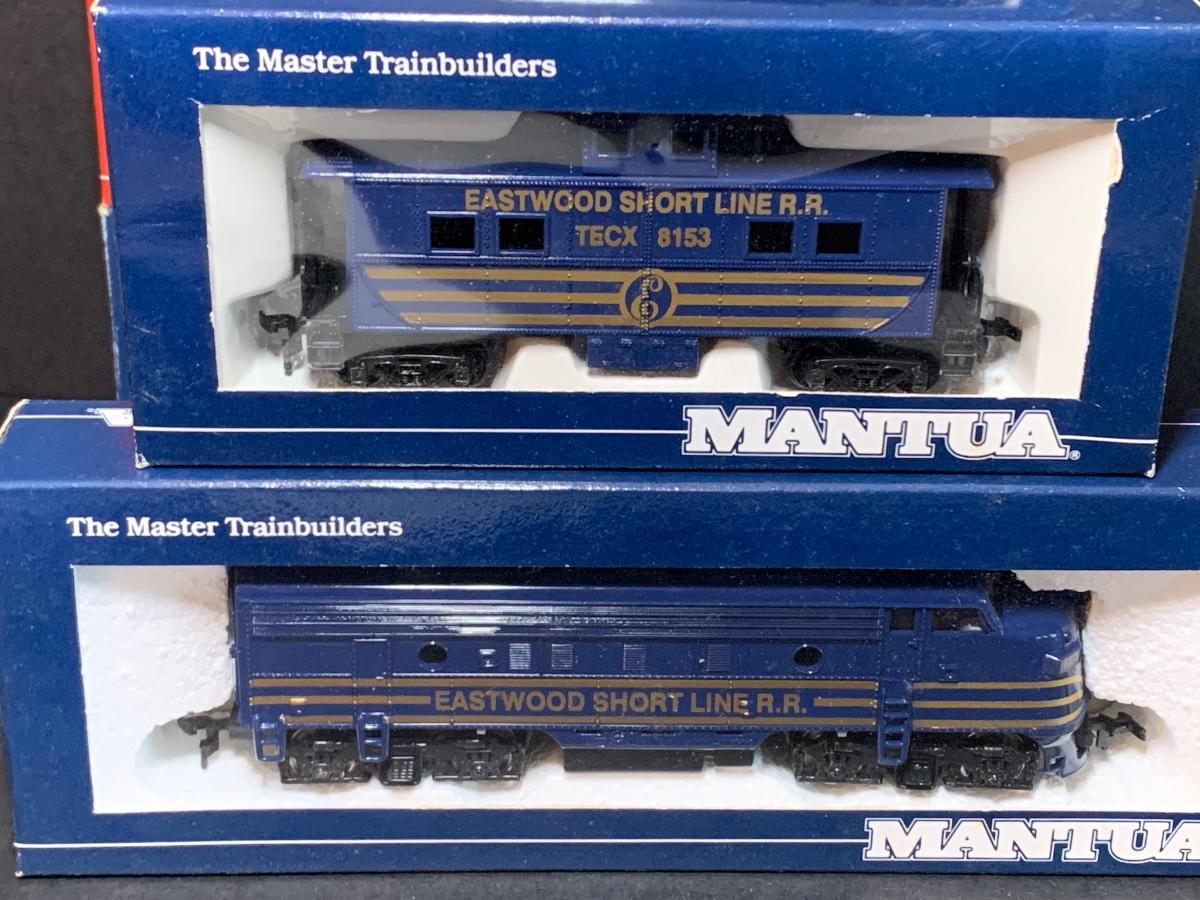 The Master Trainbuilders
EASTWOOD SHORT LINE R.R.
TECX 8153
MANTUA®
The Master Trainbuilders
EASTWOOD SHORT LINE R.R.
MANTUA